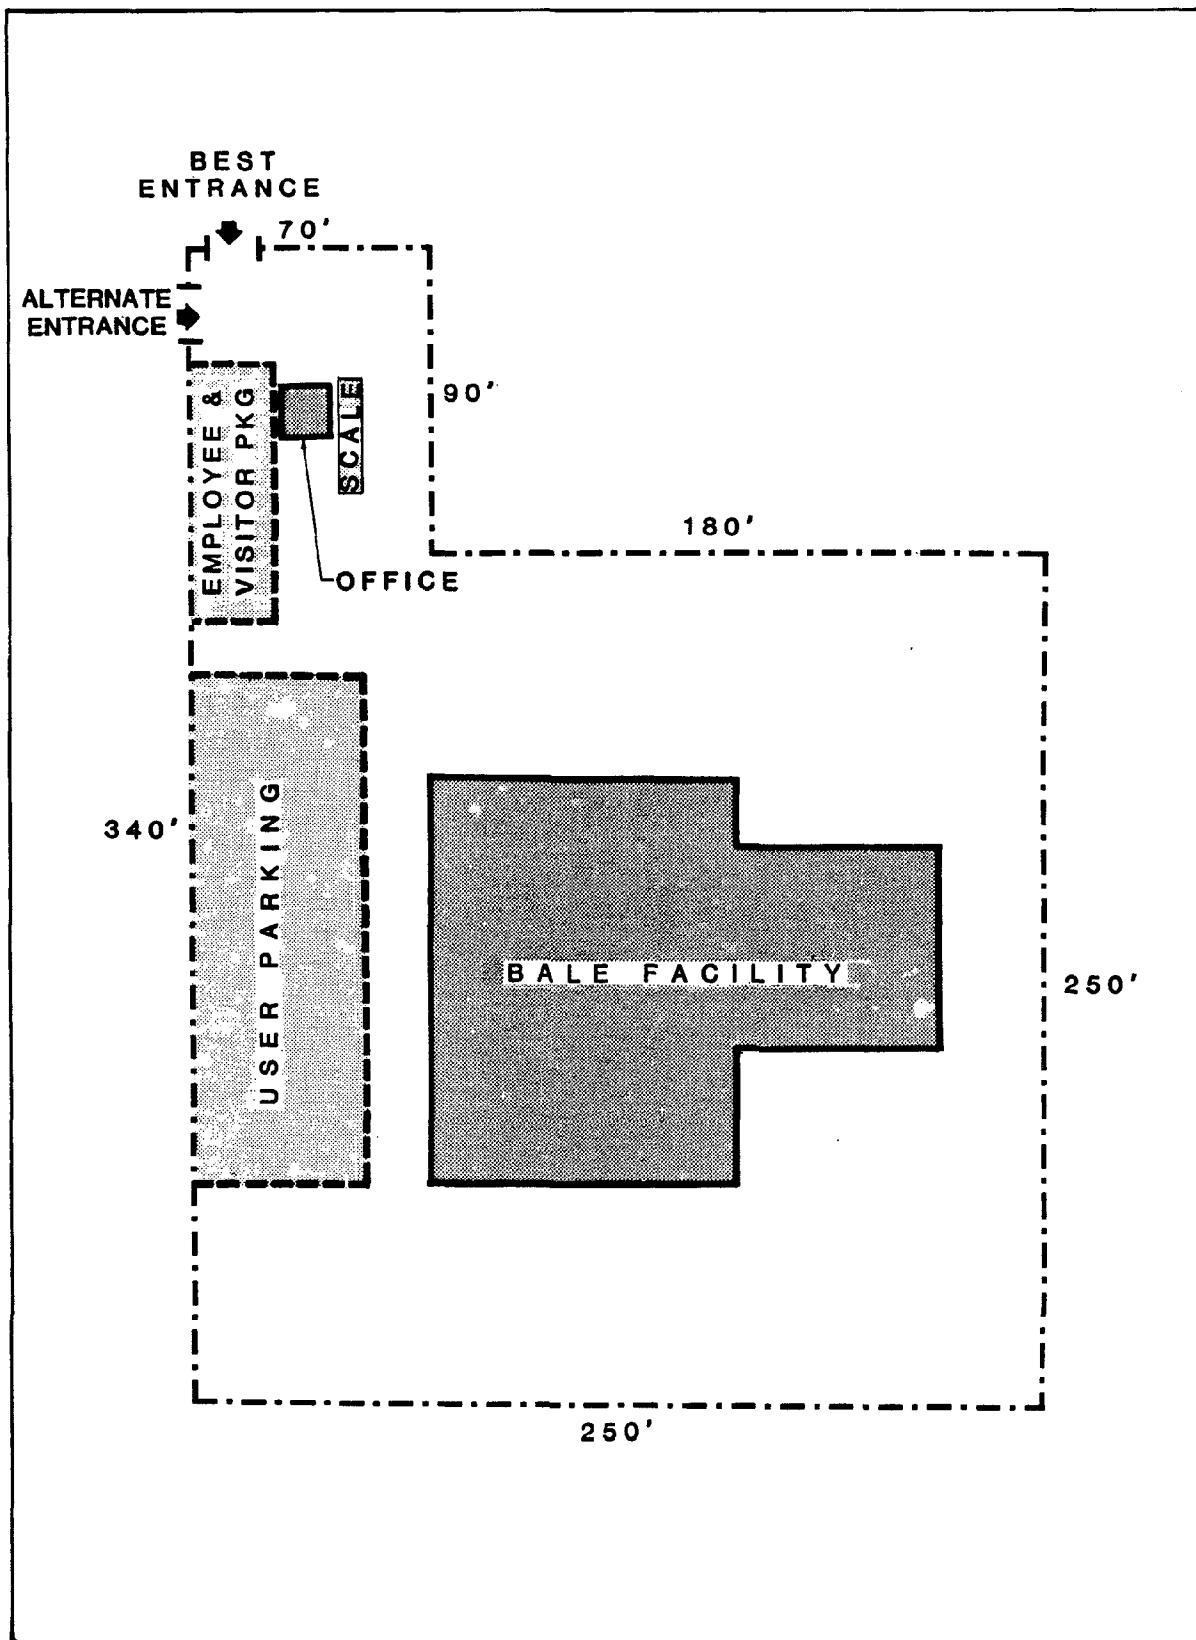 BEST
ENTRANCE
70'
ALTERNATE
ENTRANCE
EMPLOYEE &
VISITOR PKG
SCALE
90'
180'
OFFICE
340'
USER PARKING
BALE FACILITY
250'
250'